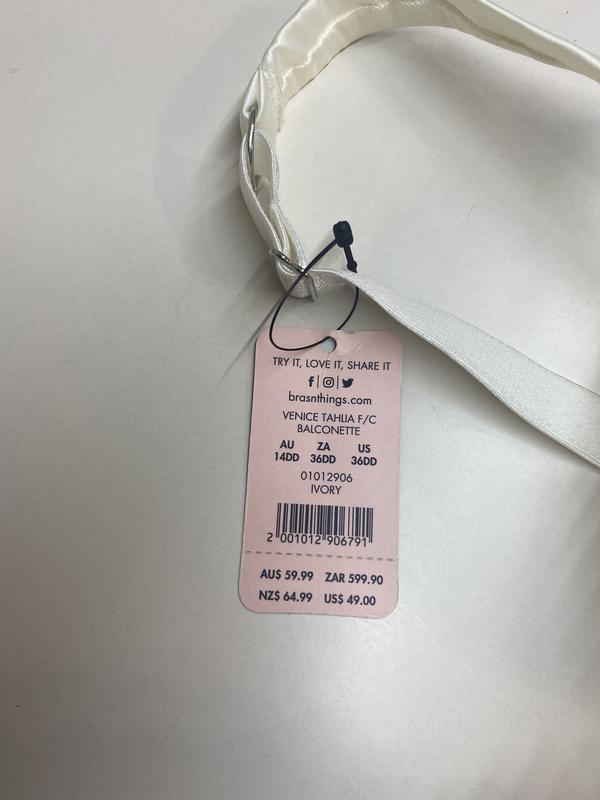 TRY IT, LOVE IT, SHARE IT
brasnthings.com
VENICE TAHLIA F/C
BALCONETTE
AU ZA US
14DD 36DD 36DD
01012906
IVORY
2 001012 906791
AU$ 59.99 ZAR 599.90
NZ$ 64.99 US$ 49.00